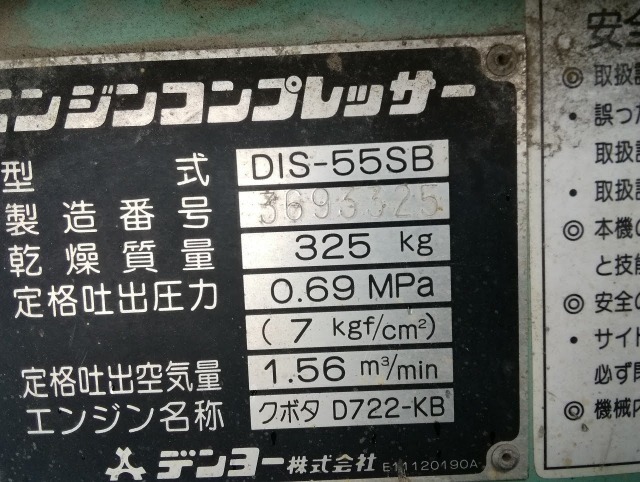 エンジンコンプレッサー
型式 DIS-55SB
製造番号 3693325
乾燥質量 325 kg
定格吐出圧力 0.69 MPa
(7 kgf/cm²)
定格吐出空気量 1.56 m³/min
エンジン名称 クボタ D722-KB
デンヨー株式会社 E11120190A
安全
◎ 取扱
・誤った
取扱
・取扱
◎ 本機の
と技能
◎ 安全の
・サイト
必ず
◎ 機械内